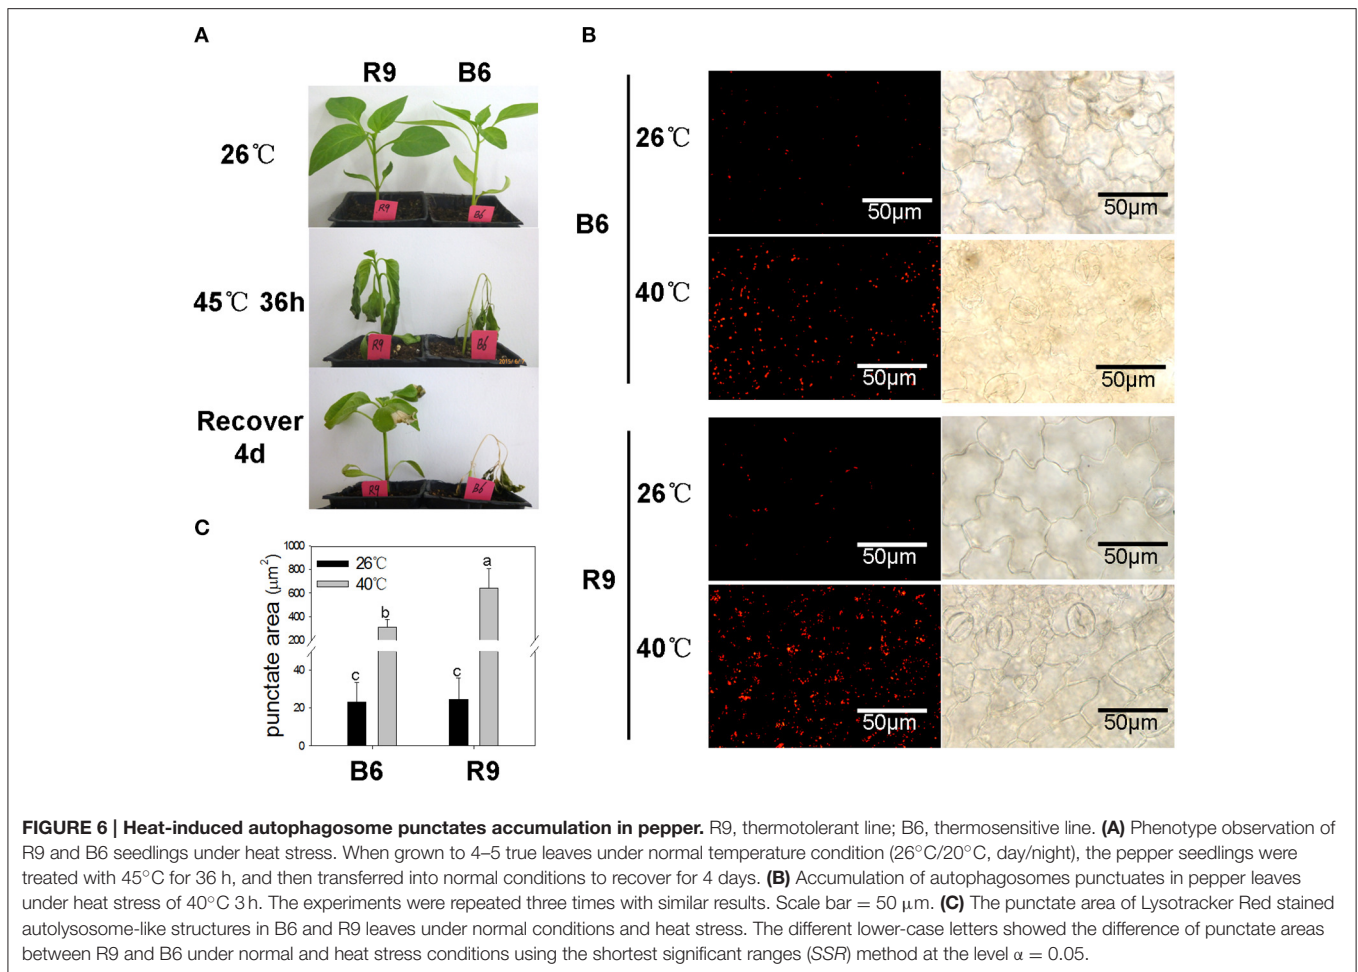 A
R9 B6
26℃
R9 B6
45℃ 36h
R9 B6
Recover
4d
R9 B6
B
B6
26℃
50μm 50μm
40℃
50μm 50μm
R9
26℃
50μm 50μm
40℃
50μm 50μm
C
punctate area (μm²)
1000
800
600
400
200
40
20
0
26℃
40℃
c b c a
B6 R9
FIGURE 6 | Heat-induced autophagosome punctates accumulation in pepper. R9, thermotolerant line; B6, thermosensitive line. (A) Phenotype observation of
R9 and B6 seedlings under heat stress. When grown to 4–5 true leaves under normal temperature condition (26°C/20°C, day/night), the pepper seedlings were
treated with 45°C for 36 h, and then transferred into normal conditions to recover for 4 days. (B) Accumulation of autophagosomes punctuates in pepper leaves
under heat stress of 40°C 3 h. The experiments were repeated three times with similar results. Scale bar = 50 μm. (C) The punctate area of Lysotracker Red stained
autolysosome-like structures in B6 and R9 leaves under normal conditions and heat stress. The different lower-case letters showed the difference of punctate areas
between R9 and B6 under normal and heat stress conditions using the shortest significant ranges (SSR) method at the level α = 0.05.